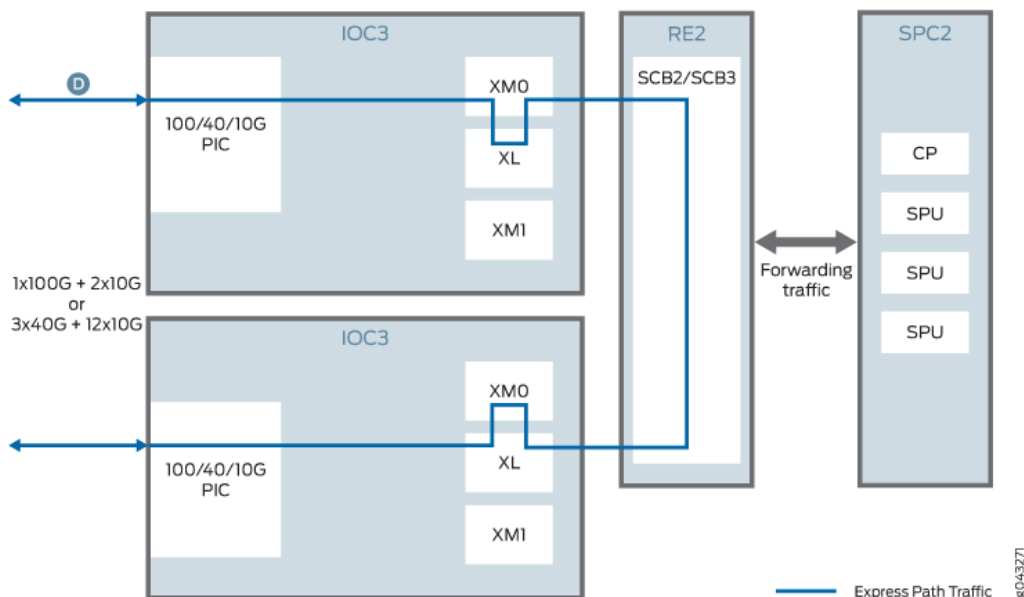 IOC3
RE2
SPC2
D
100/40/10G
PIC
XM0
XL
XM1
SCB2/SCB3
CP
SPU
SPU
SPU
Forwarding
traffic
1x100G + 2x10G
or
3x40G + 12x10G
IOC3
100/40/10G
PIC
XM0
XL
XM1
Express Path Traffic
g043271